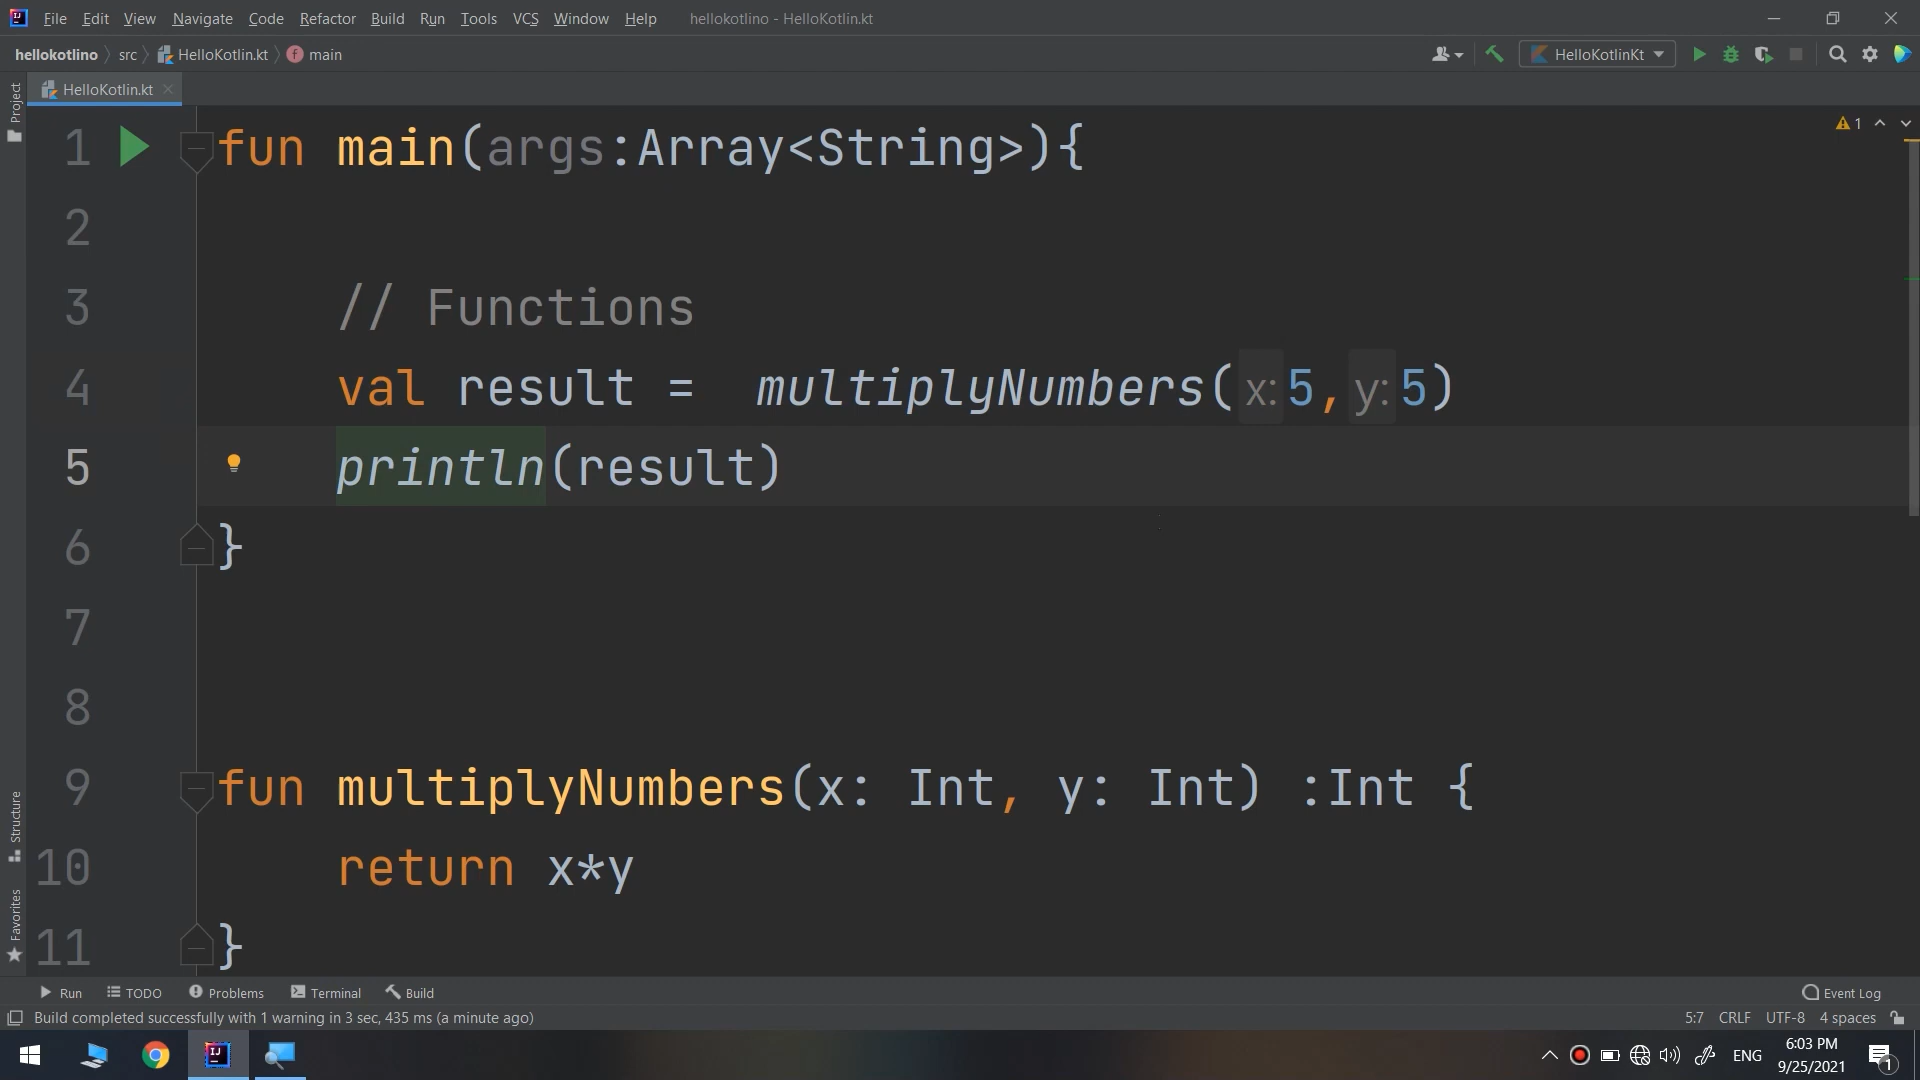 File Edit View Navigate Code Refactor Build Run Tools VCS Window Help hellokotlino - HelloKotlin.kt
hellokotlino src HelloKotlin.kt main HelloKotlinKt
HelloKotlin.kt
Project
1 fun main(args:Array<String>){
1
2
3 // Functions
4 val result = multiplyNumbers(x:5,y:5)
5 println(result)
6 }
7
8
9 fun multiplyNumbers(x: Int, y: Int) :Int {
10 return x*y
11 }
Structure
Favorites
Run TODO Problems Terminal Build Event Log
Build completed successfully with 1 warning in 3 sec, 435 ms (a minute ago) 5:7 CRLF UTF-8 4 spaces
ENG 6:03 PM
9/25/2021
1